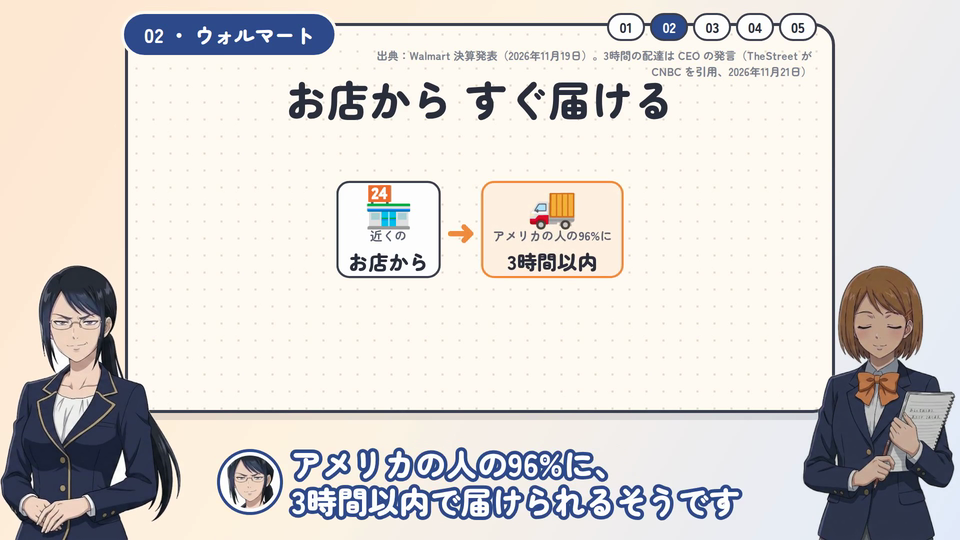 02 ・ ウォルマート
01 02 03 04 05
出典：Walmart 決算発表（2026年11月19日）。3時間の配達は CEO の発言（TheStreet が
CNBC を引用、2026年11月21日）
お店から すぐ届ける
24
近くの
お店から
アメリカの人の96%に
3時間以内
アメリカの人の96%に、
3時間以内で届けられるそうです